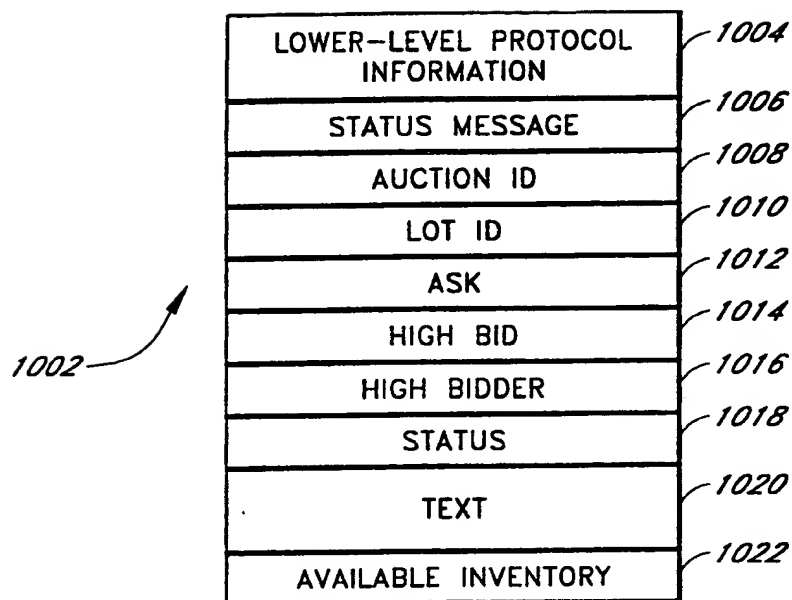 LOWER-LEVEL PROTOCOL
INFORMATION
1004
STATUS MESSAGE
1006
AUCTION ID
1008
LOT ID
1010
ASK
1012
HIGH BID
1014
HIGH BIDDER
1016
STATUS
1018
TEXT
1020
AVAILABLE INVENTORY
1022
1002